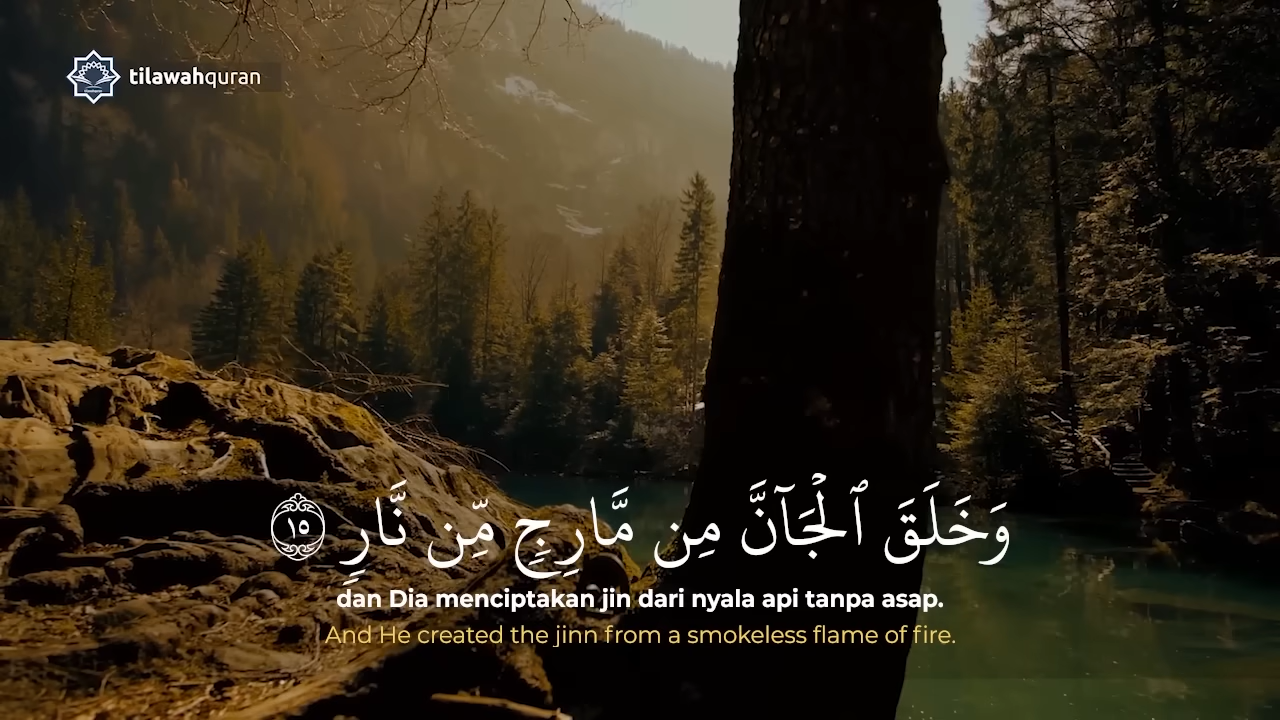 tilawahquran
وَخَلَقَ ٱلْجَآنَّ مِن مَّارِجٍ مِّن نَّارٍ ١٥
dan Dia menciptakan jin dari nyala api tanpa asap.
And He created the jinn from a smokeless flame of fire.